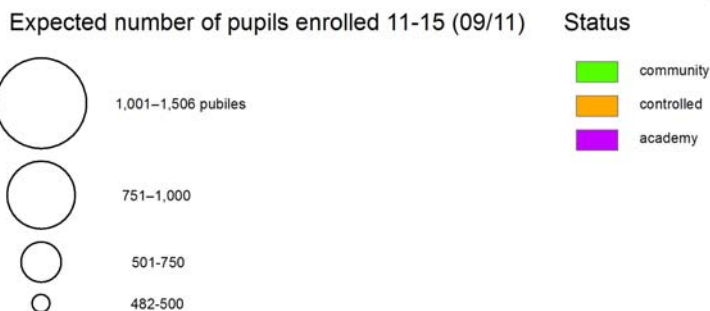 Expected number of pupils enrolled 11-15 (09/11)
1,001–1,506 pubiles
751–1,000
501-750
482-500
Status
community
controlled
academy